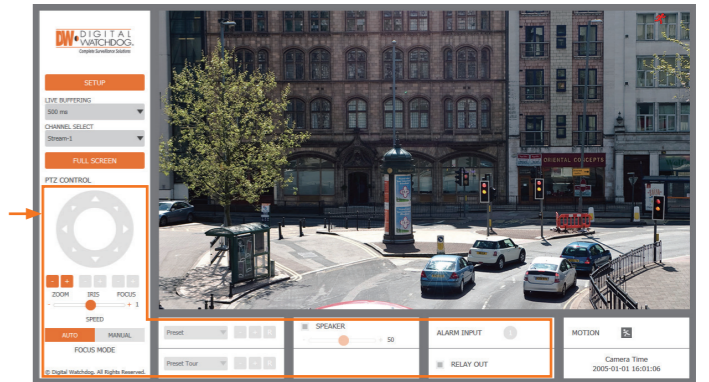 DW DIGITAL
WATCHDOG®
Complete Surveillance Solutions
SETUP
LIVE BUFFERING
500 ms
CHANNEL SELECT
Stream-1
FULL SCREEN
PTZ CONTROL
- + - + - +
ZOOM IRIS FOCUS
- + 1
SPEED
AUTO MANUAL
FOCUS MODE
© Digital Watchdog. All Rights Reserved.
ORIENTAL CONCEPTS
Preset
Preset Tour
SPEAKER
- + 50
ALARM INPUT 1
RELAY OUT
MOTION
Camera Time
2005-01-01 16:01:06